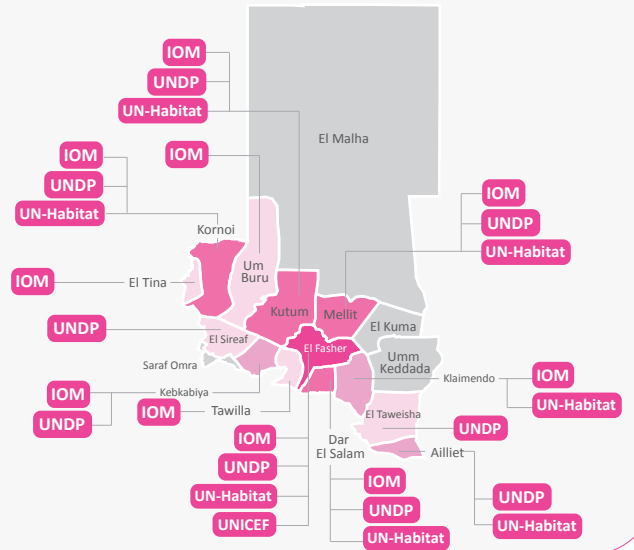 IOM
UNDP
UN-Habitat
El Malha
IOM
UNDP
UN-Habitat
IOM
IOM
UNDP
UN-Habitat
Kornoi
Um
Buru
IOM
El Tina
Kutum
Mellit
El Kuma
UNDP
El Sireaf
El Fasher
Umm
Keddada
Saraf Omra
Kebkabiya
Klaimendo
IOM
UN-Habitat
IOM
UNDP
IOM
Tawilla
El Taweisha
UNDP
IOM
UNDP
UN-Habitat
UNICEF
Dar
El Salam
IOM
UNDP
UN-Habitat
Ailliet
UNDP
UN-Habitat